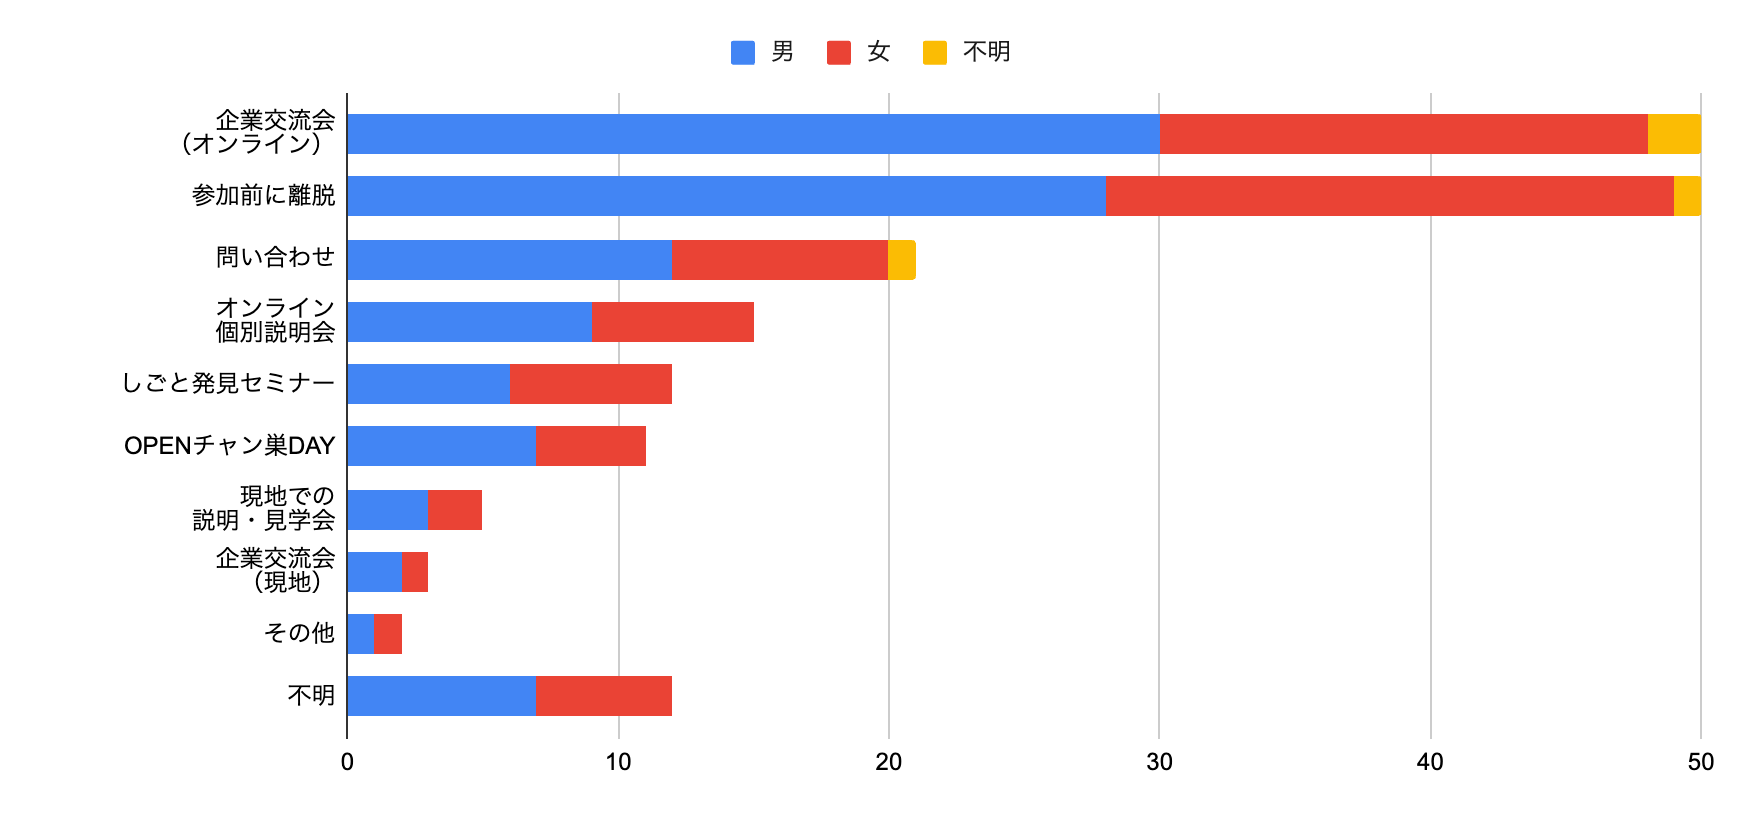 男 女 不明
企業交流会
（オンライン）
参加前に離脱
問い合わせ
オンライン
個別説明会
しごと発見セミナー
OPENチャン巣DAY
現地での
説明・見学会
企業交流会
（現地）
その他
不明
0 10 20 30 40 50